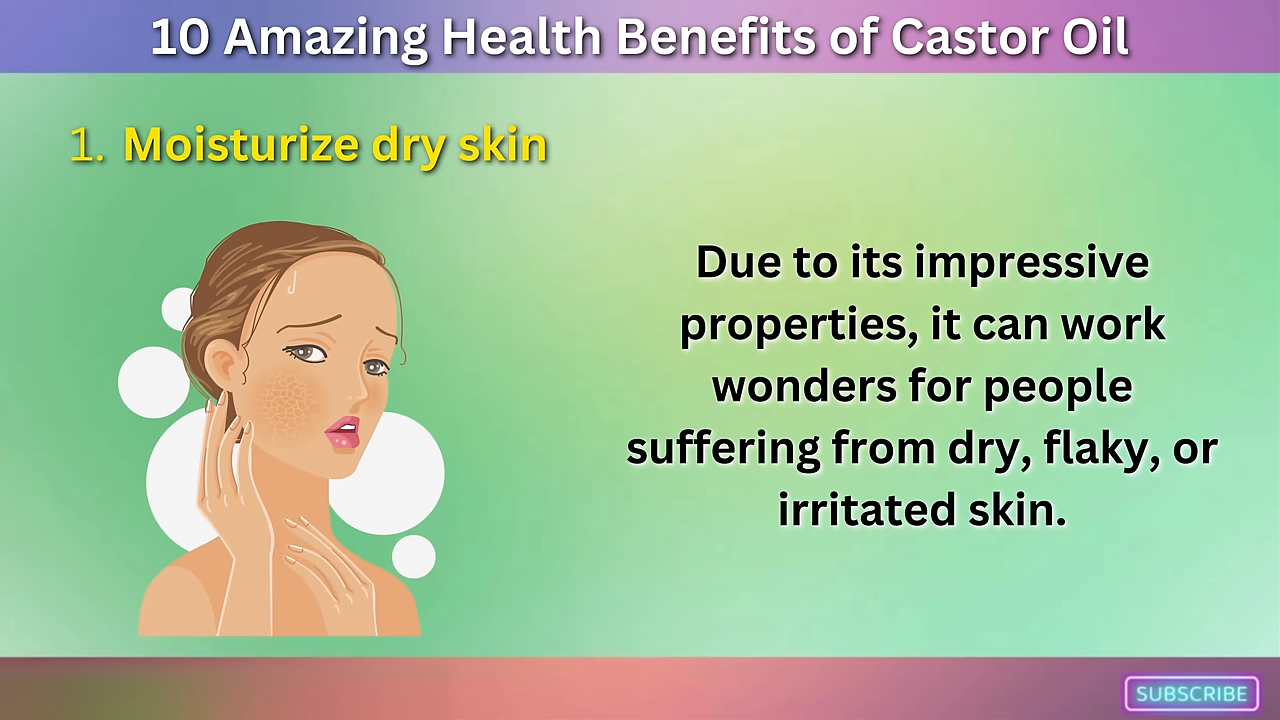 10 Amazing Health Benefits of Castor Oil
1. Moisturize dry skin
Due to its impressive
properties, it can work
wonders for people
suffering from dry, flaky, or
irritated skin.
SUBSCRIBE